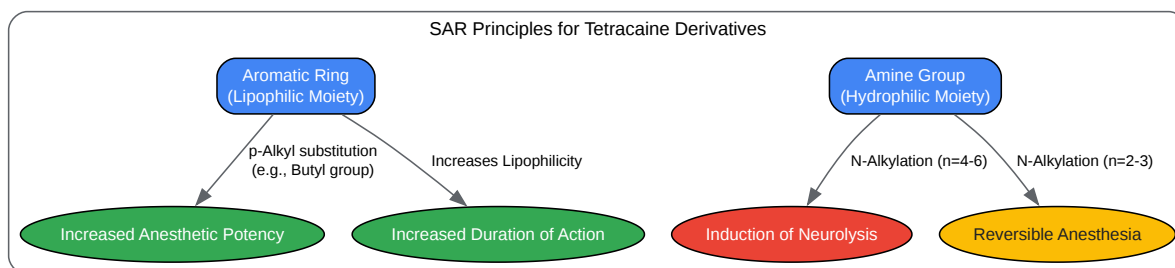 SAR Principles for Tetracaine Derivatives
Aromatic Ring
(Lipophilic Moiety)
Amine Group
(Hydrophilic Moiety)
p-Alkyl substitution
(e.g., Butyl group)
Increases Lipophilicity
N-Alkylation (n=4-6)
N-Alkylation (n=2-3)
Increased Anesthetic Potency
Increased Duration of Action
Induction of Neurolysis
Reversible Anesthesia